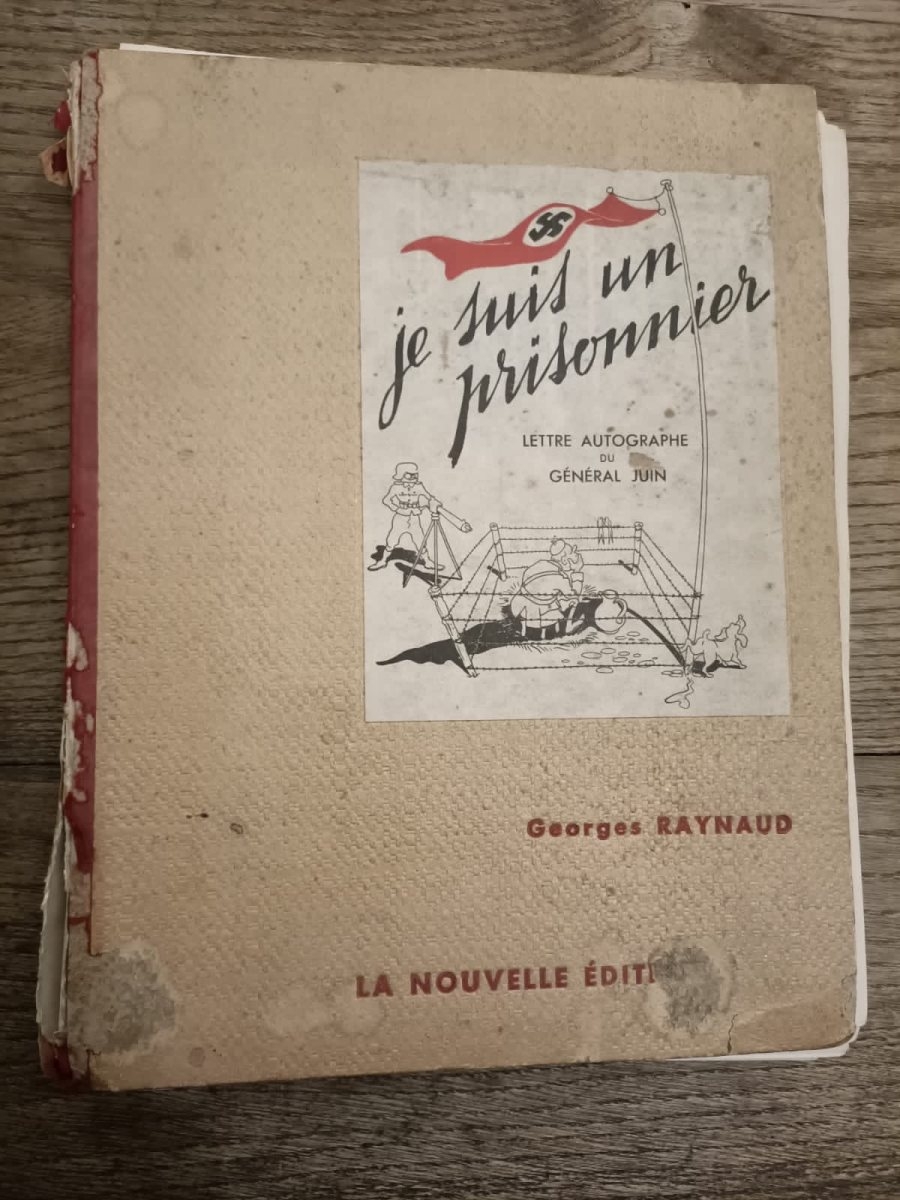 je suis un
prisonnier
LETTRE AUTOGRAPHE
DU
GÉNÉRAL JUIN
Georges RAYNAUD
LA NOUVELLE ÉDITI